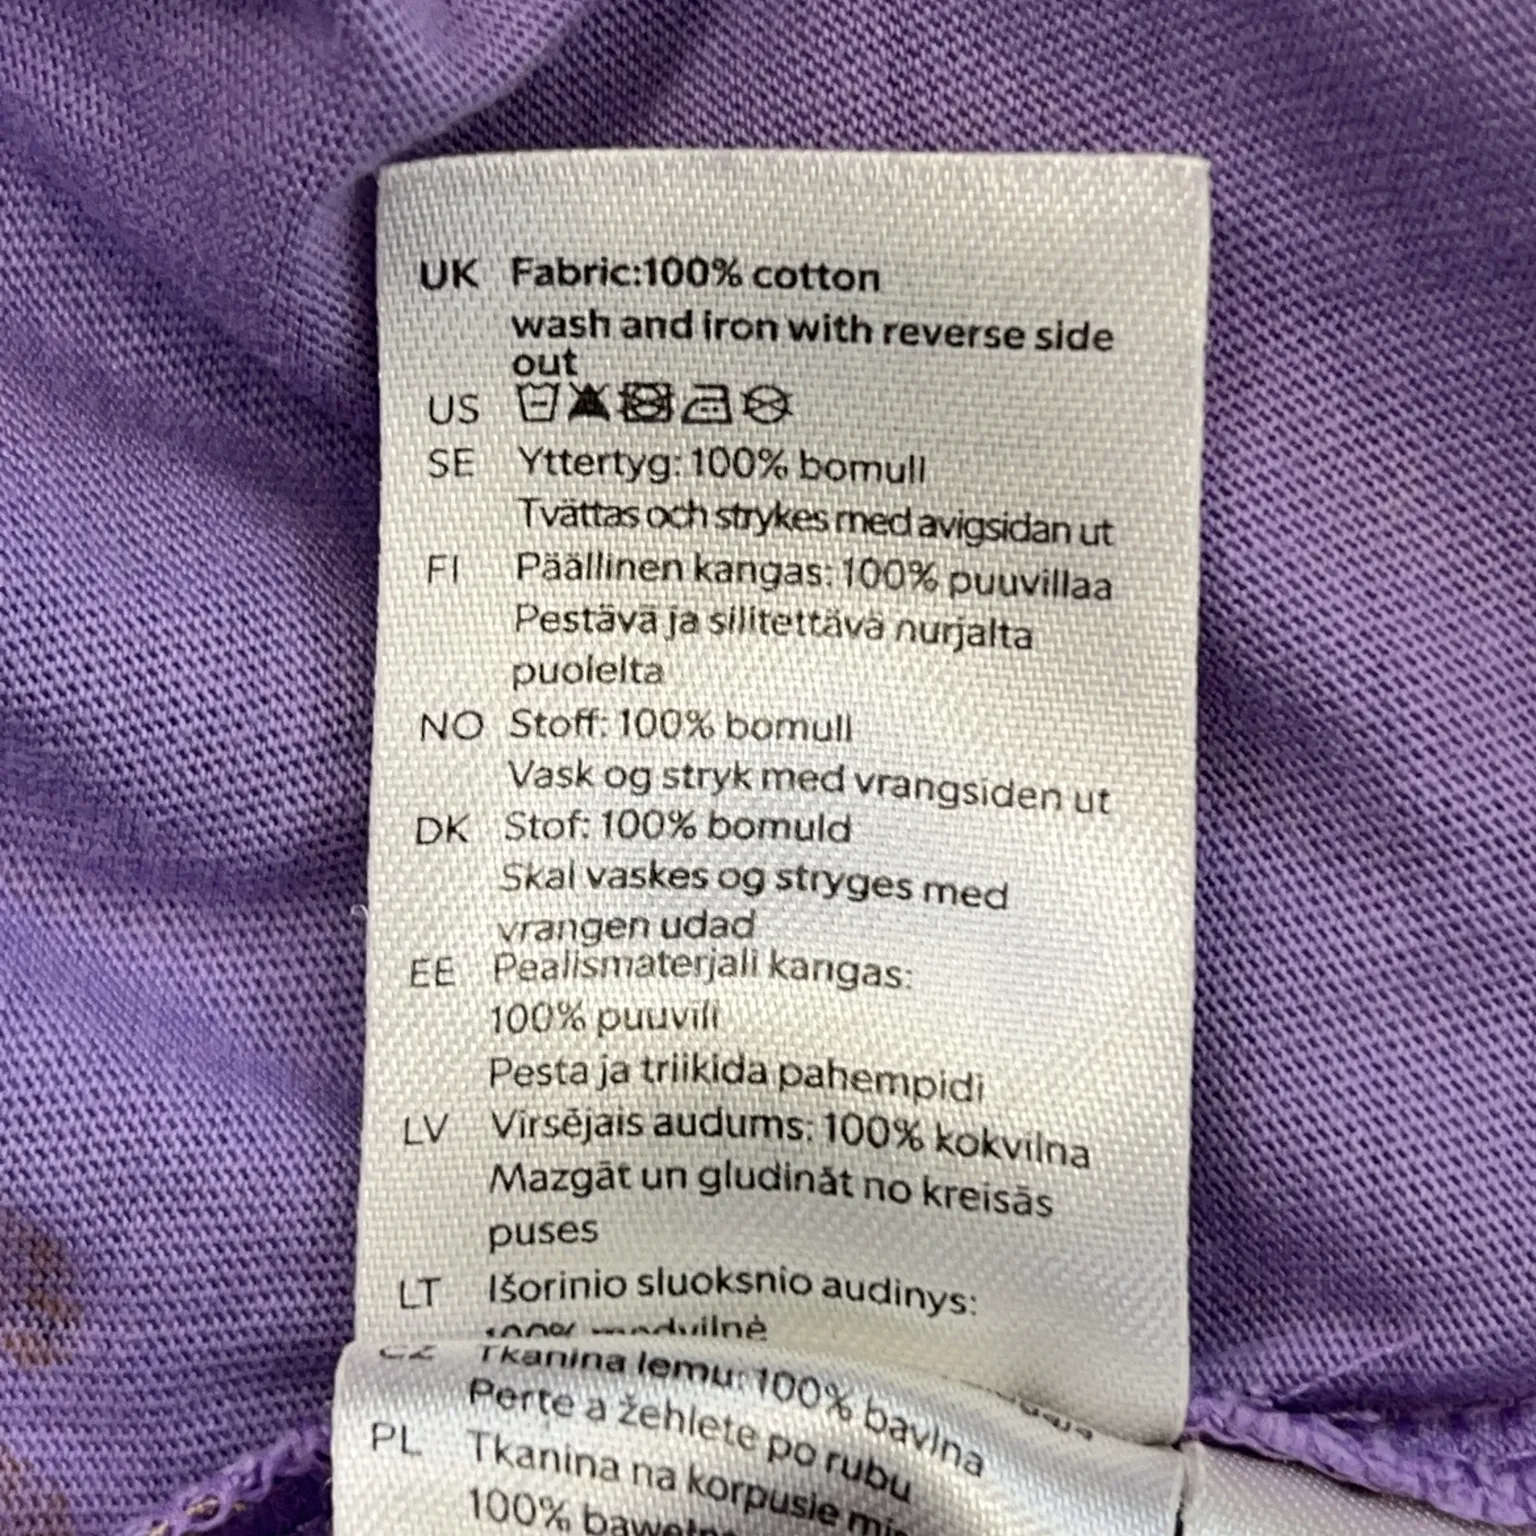 UK Fabric:100% cotton
wash and iron with reverse side
out
US
SE Yttertyg: 100% bomull
Tvättas och strykes med avigsidan ut
FI Päällinen kangas: 100% puuvillaa
Pestävä ja silitettävä nurjalta
puolelta
NO Stoff: 100% bomull
Vask og stryk med vrangsiden ut
DK Stof: 100% bomuld
Skal vaskes og stryges med
vrangen udad
EE Pealismaterjali kangas:
100% puuvill
Pesta ja triikida pahempidi
LV Virsējais audums: 100% kokvilna
Mazgāt un gludināt no kreisās
puses
LT Išorinio sluoksnio audinys:
100% medvilnė
CZ Tkanina lemu: 100% bavlna
Perte a žehlete po rubu
PL Tkanina na korpusie
100%